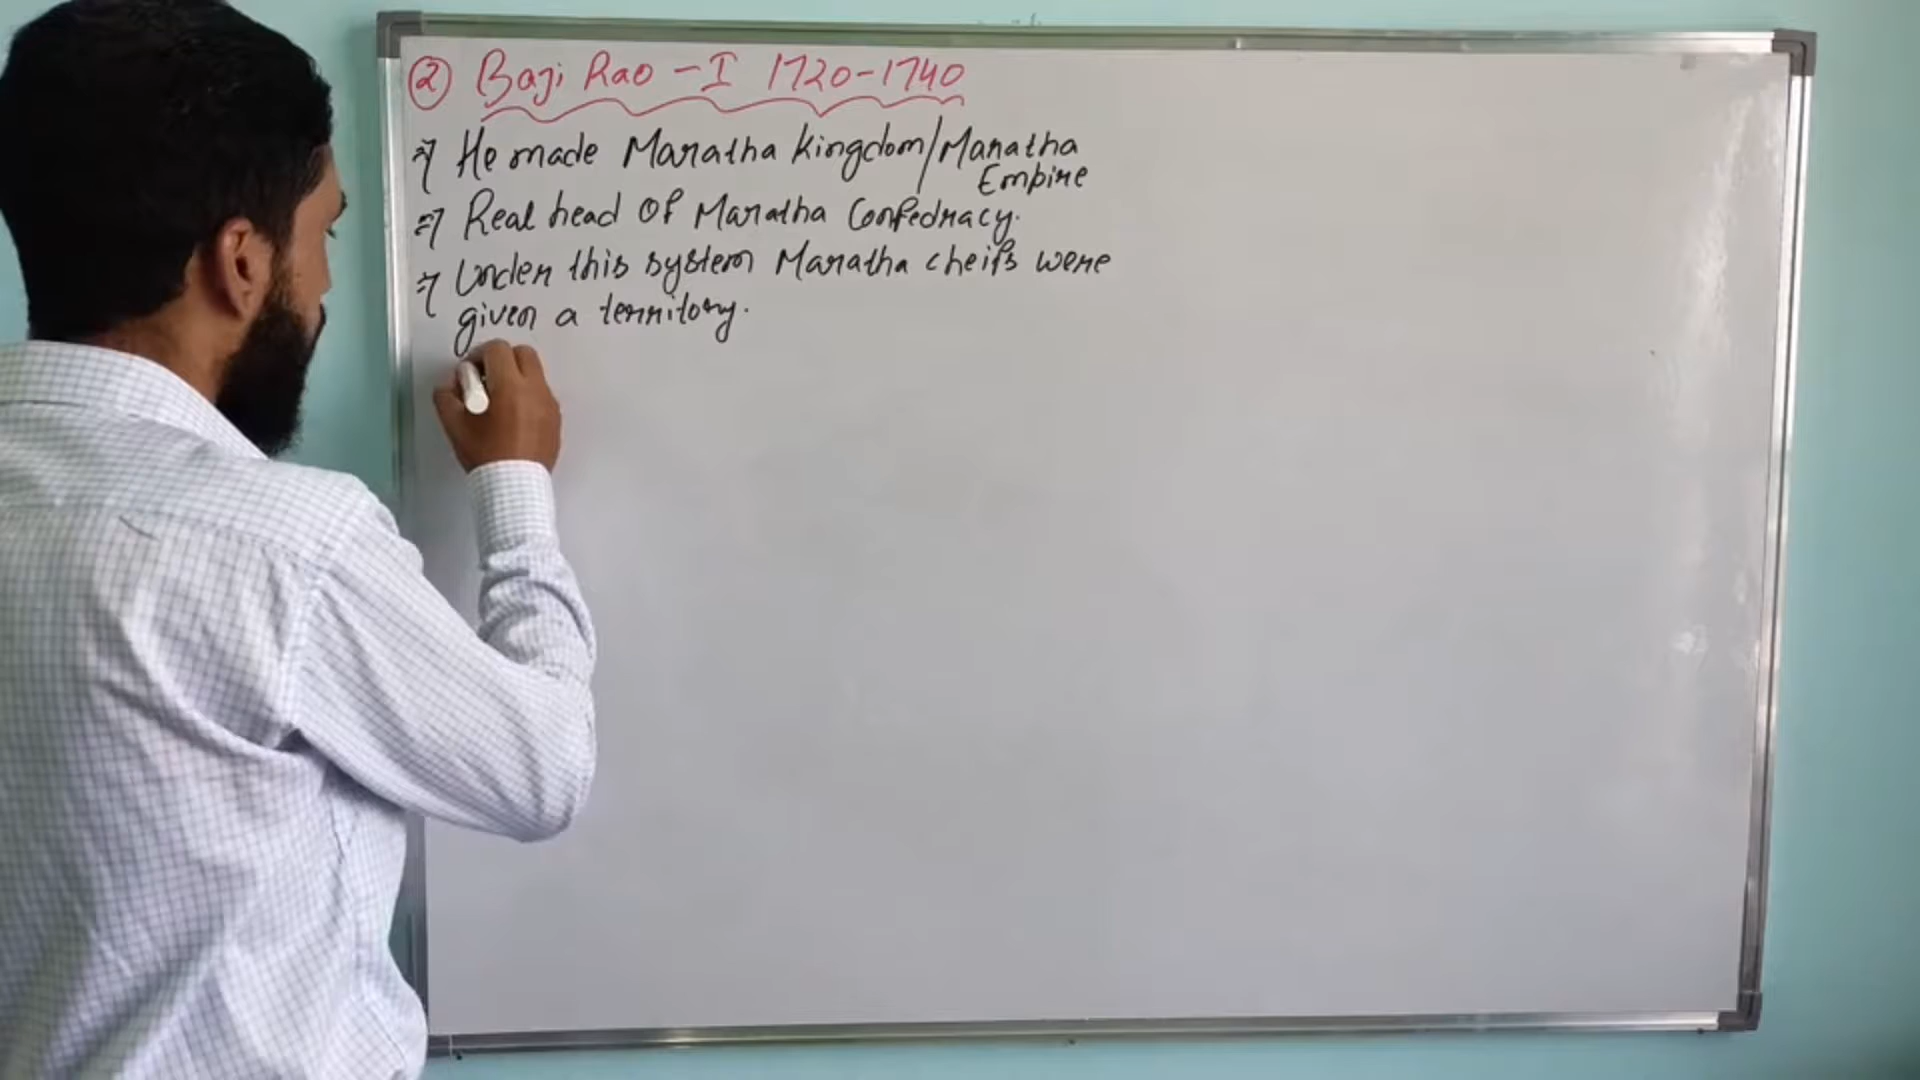 ② Baji Rao - I 1720-1740
⇒ He made Maratha kingdom/Maratha
Empire
⇒ Real head Of Maratha Confedracy.
⇒ Under this system Maratha cheifs were
given a territory.